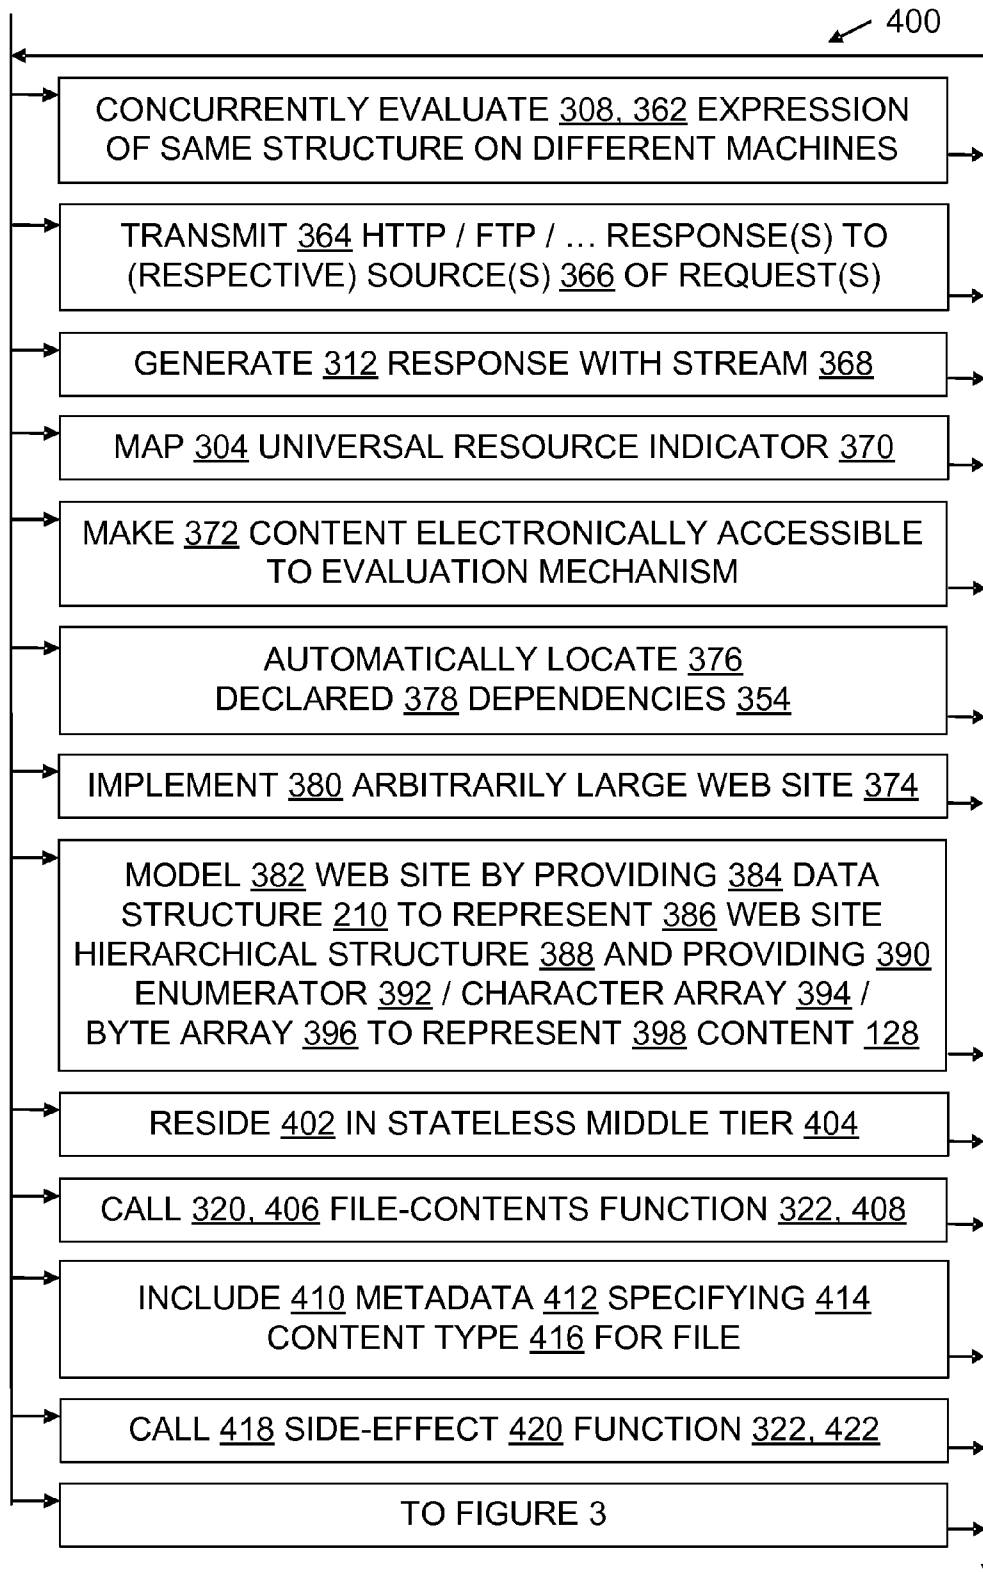 400
CONCURRENTLY EVALUATE 308, 362 EXPRESSION
OF SAME STRUCTURE ON DIFFERENT MACHINES
TRANSMIT 364 HTTP / FTP / ... RESPONSE(S) TO
(RESPECTIVE) SOURCE(S) 366 OF REQUEST(S)
GENERATE 312 RESPONSE WITH STREAM 368
MAP 304 UNIVERSAL RESOURCE INDICATOR 370
MAKE 372 CONTENT ELECTRONICALLY ACCESSIBLE
TO EVALUATION MECHANISM
AUTOMATICALLY LOCATE 376
DECLARED 378 DEPENDENCIES 354
IMPLEMENT 380 ARBITRARILY LARGE WEB SITE 374
MODEL 382 WEB SITE BY PROVIDING 384 DATA
STRUCTURE 210 TO REPRESENT 386 WEB SITE
HIERARCHICAL STRUCTURE 388 AND PROVIDING 390
ENUMERATOR 392 / CHARACTER ARRAY 394 /
BYTE ARRAY 396 TO REPRESENT 398 CONTENT 128
RESIDE 402 IN STATELESS MIDDLE TIER 404
CALL 320, 406 FILE-CONTENTS FUNCTION 322, 408
INCLUDE 410 METADATA 412 SPECIFYING 414
CONTENT TYPE 416 FOR FILE
CALL 418 SIDE-EFFECT 420 FUNCTION 322, 422
TO FIGURE 3